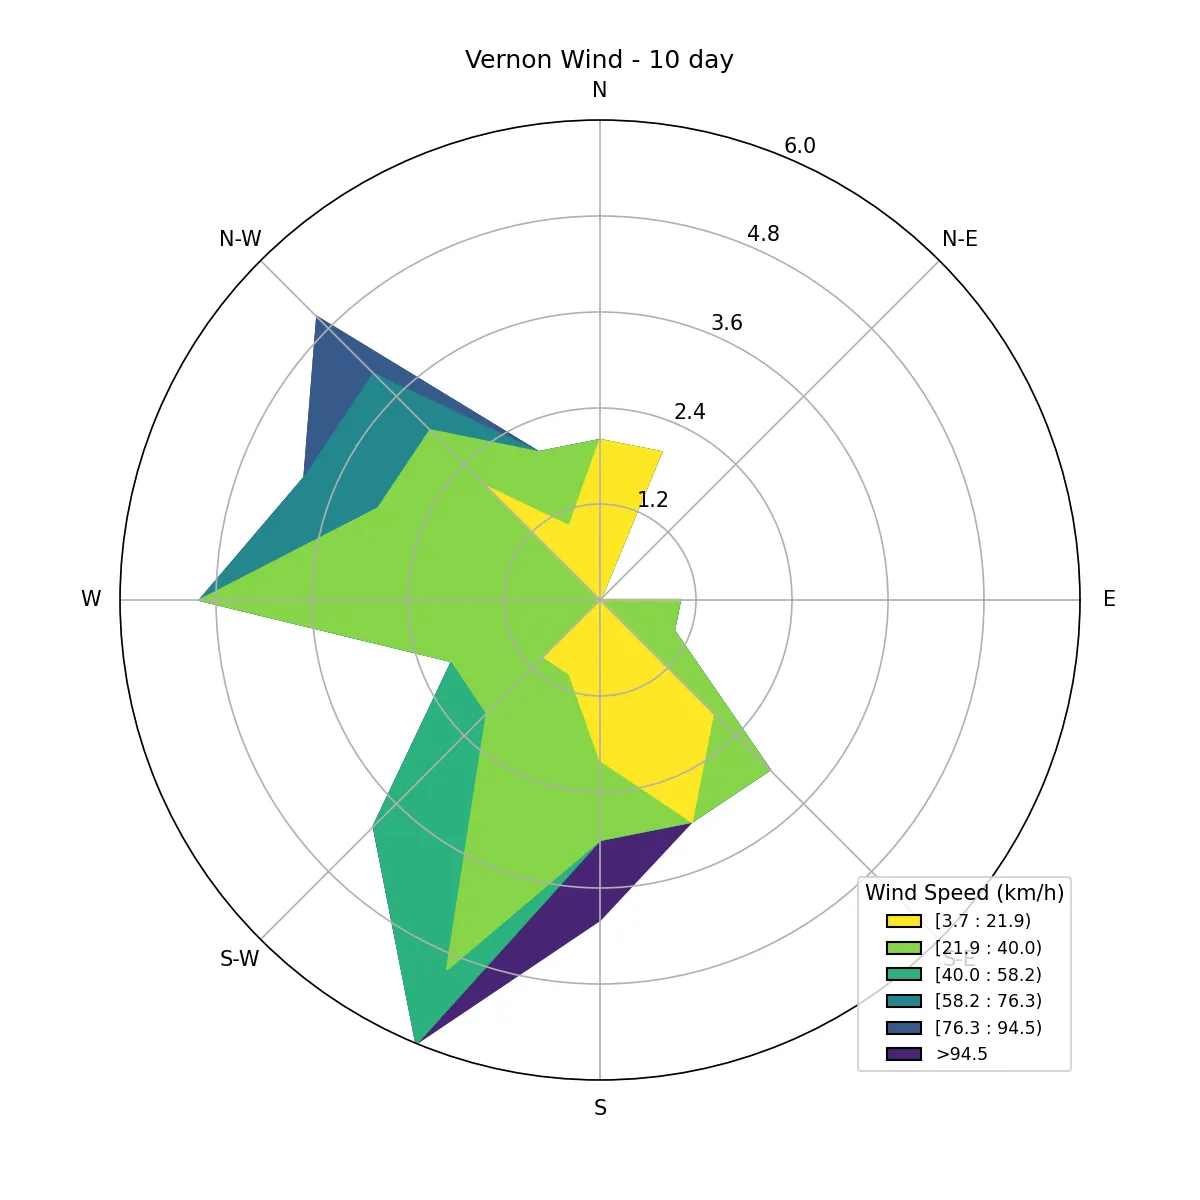 Vernon Wind - 10 day
N
6.0
4.8
N-W
N-E
3.6
2.4
1.2
W
E
Wind Speed (km/h)
[3.7 : 21.9)
[21.9 : 40.0)
S-W
S-E
[40.0 : 58.2)
[58.2 : 76.3)
[76.3 : 94.5)
>94.5
S